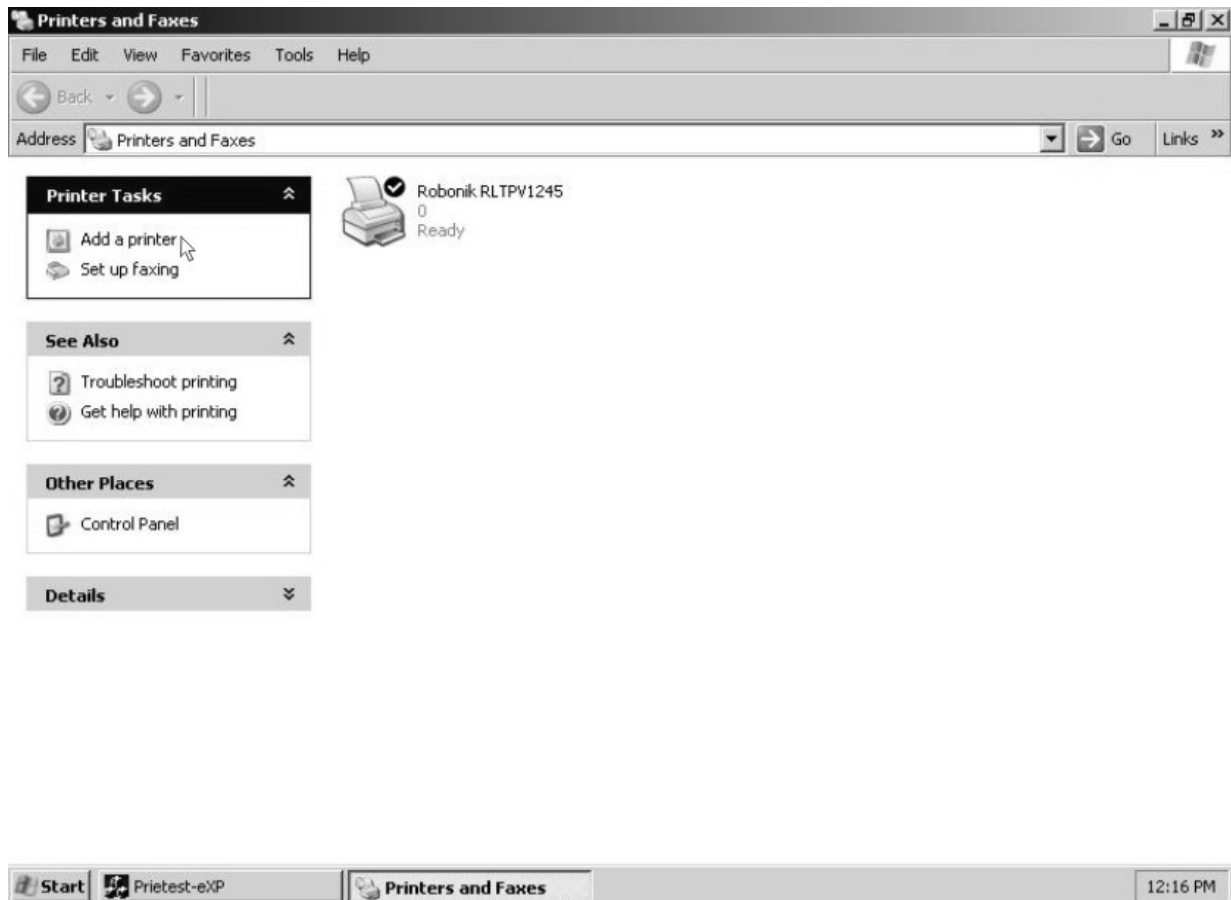 Printers and Faxes
File Edit View Favorites Tools Help
Back
Address Printers and Faxes Go Links »
Printer Tasks
Add a printer
Set up faxing
See Also
Troubleshoot printing
Get help with printing
Other Places
Control Panel
Details
Robonik RLTPV1245
0
Ready
Start Prietest-eXP Printers and Faxes 12:16 PM